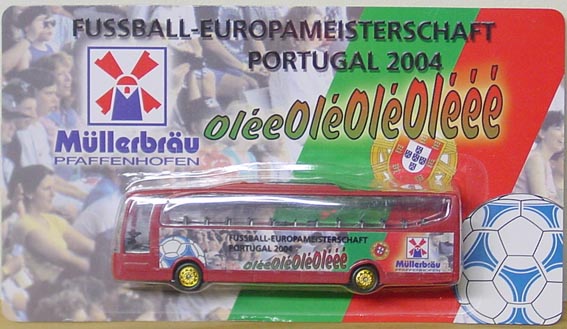 FUSSBALL-EUROPAMEISTERSCHAFT
PORTUGAL 2004
oléeOléOléOlééé
Müllerbräu
PFAFFENHOFEN
FUSSBALL-EUROPAMEISTERSCHAFT
PORTUGAL 2004
oléeOléOléOlééé
Müllerbräu